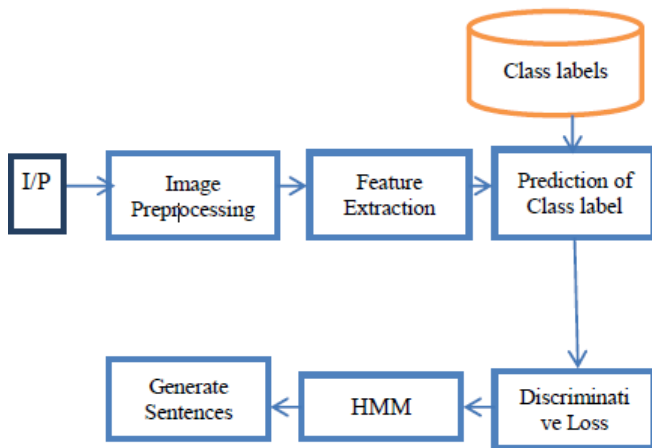 Class labels
I/P
Image
Preprocessing
Feature
Extraction
Prediction of
Class label
Discriminati
ve Loss
HMM
Generate
Sentences